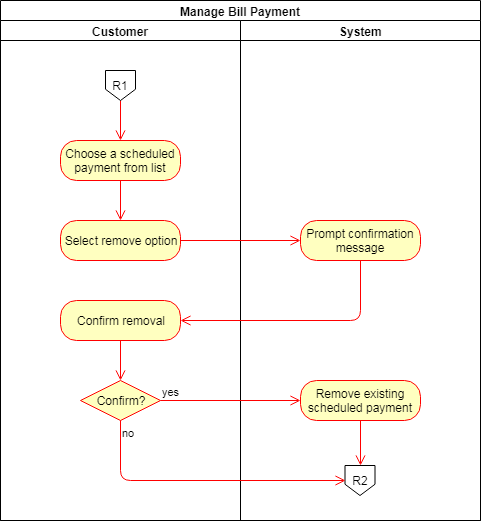 Manage Bill Payment
Customer
System
R1
Choose a scheduled
payment from list
Select remove option
Prompt confirmation
message
Confirm removal
Confirm?
yes
Remove existing
scheduled payment
no
R2